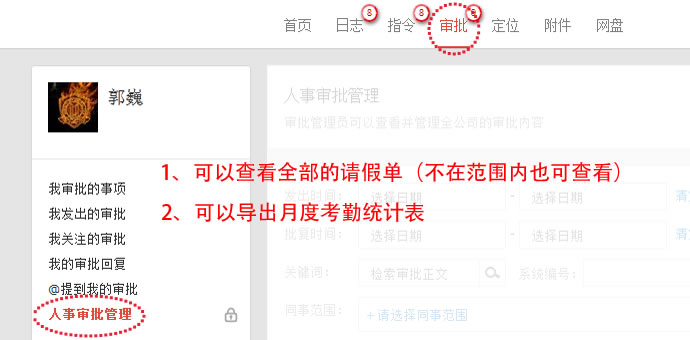 首页 日志 8 指令 8 审批 定位 附件 网盘
郭巍
人事审批管理
审批管理员可以查看并管理全公司的审批内容
1、可以查看全部的请假单（不在范围内也可查看）
我审批的事项
发出时间： 选择日期 - 选择日期
我发出的审批
2、可以导出月度考勤统计表
批复时间： 选择日期 - 选择日期
我关注的审批
我的审批回复
关键词： 检索审批正文 系统编号：
@提到我的审批
人事审批管理
同事范围： +请选择同事范围